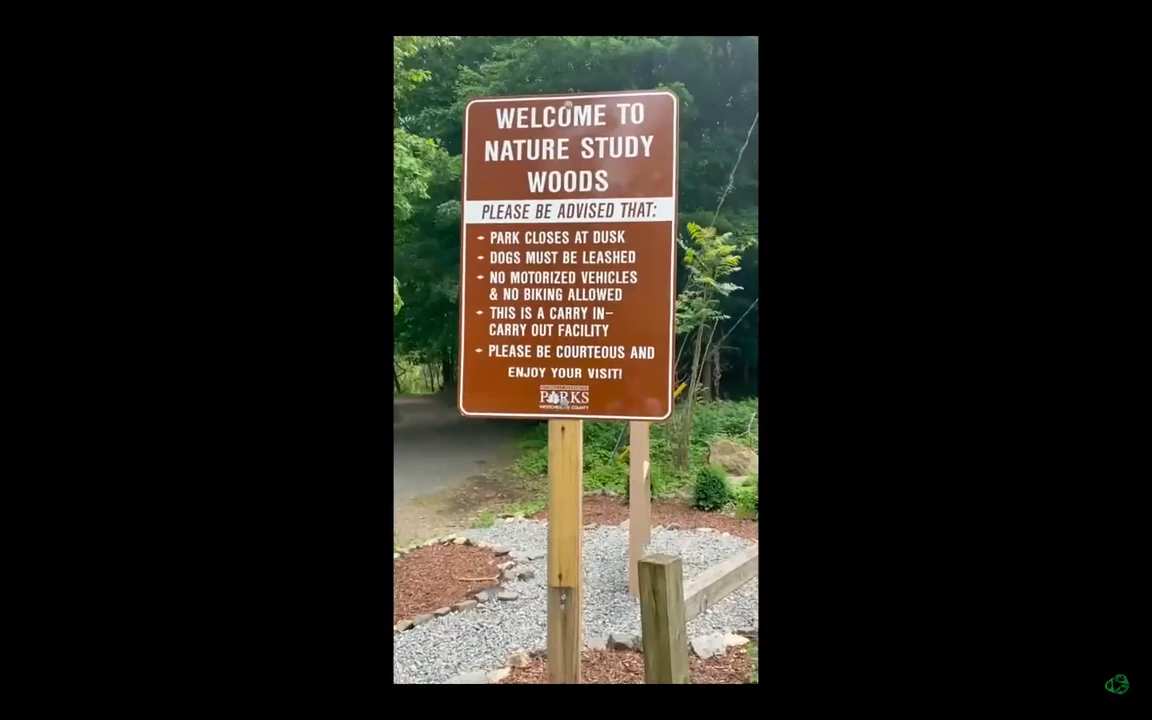 WELCOME TO
NATURE STUDY
WOODS
PLEASE BE ADVISED THAT:
PARK CLOSES AT DUSK
DOGS MUST BE LEASHED
NO MOTORIZED VEHICLES
& NO BIKING ALLOWED
THIS IS A CARRY IN-
CARRY OUT FACILITY
PLEASE BE COURTEOUS AND
ENJOY YOUR VISIT!
PARKS